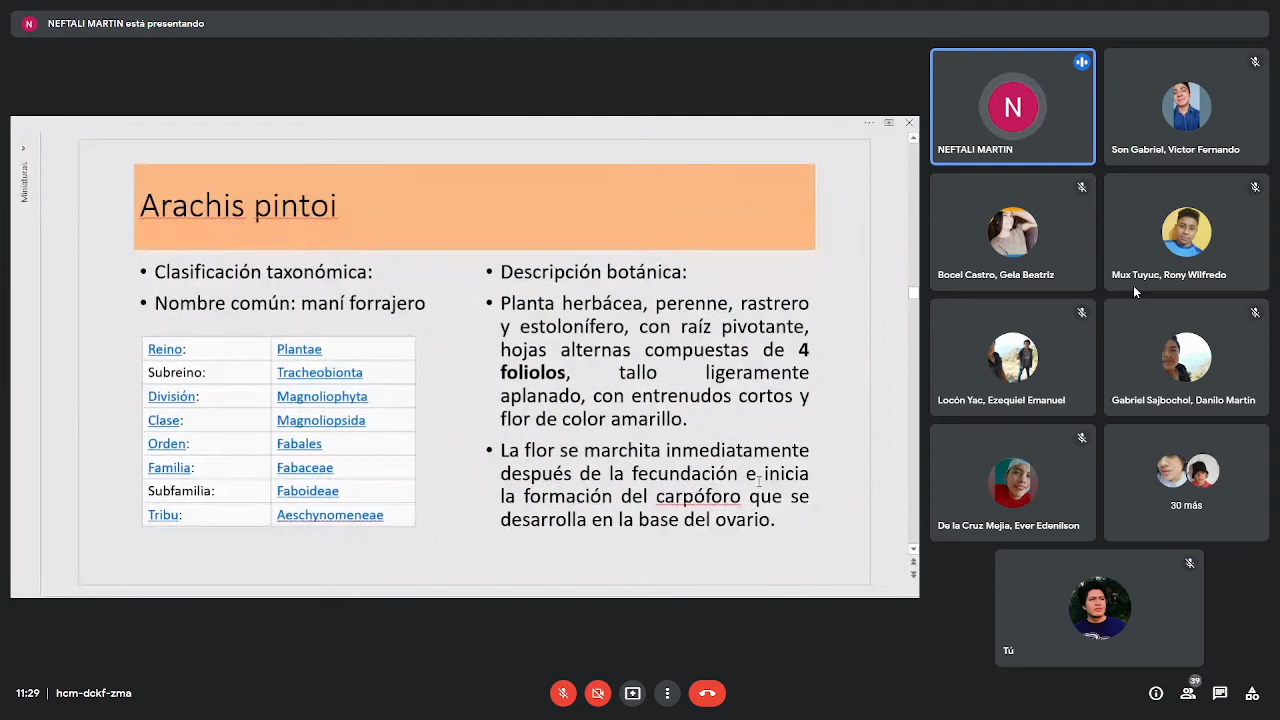 N NEFTALI MARTIN está presentando
Miniaturas
Arachis pintoi
• Clasificación taxonómica:
• Nombre común: maní forrajero
Reino: Plantae
Subreino: Tracheobionta
División: Magnoliophyta
Clase: Magnoliopsida
Orden: Fabales
Familia: Fabaceae
Subfamilia: Faboideae
Tribu: Aeschynomeneae
• Descripción botánica:
• Planta herbácea, perenne, rastrero
y estolonífero, con raíz pivotante,
hojas alternas compuestas de 4
foliolos, tallo ligeramente
aplanado, con entrenudos cortos y
flor de color amarillo.
• La flor se marchita inmediatamente
después de la fecundación e inicia
la formación del carpóforo que se
desarrolla en la base del ovario.
N
NEFTALI MARTIN
Son Gabriel, Victor Fernando
Bocel Castro, Gela Beatriz
Mux Tuyuc, Rony Wilfredo
Locón Yac, Ezequiel Emanuel
Gabriel Sajbochol, Danilo Martin
De la Cruz Mejia, Ever Edenilson
30 más
Tú
11:29 | hcm-dckf-zma
39